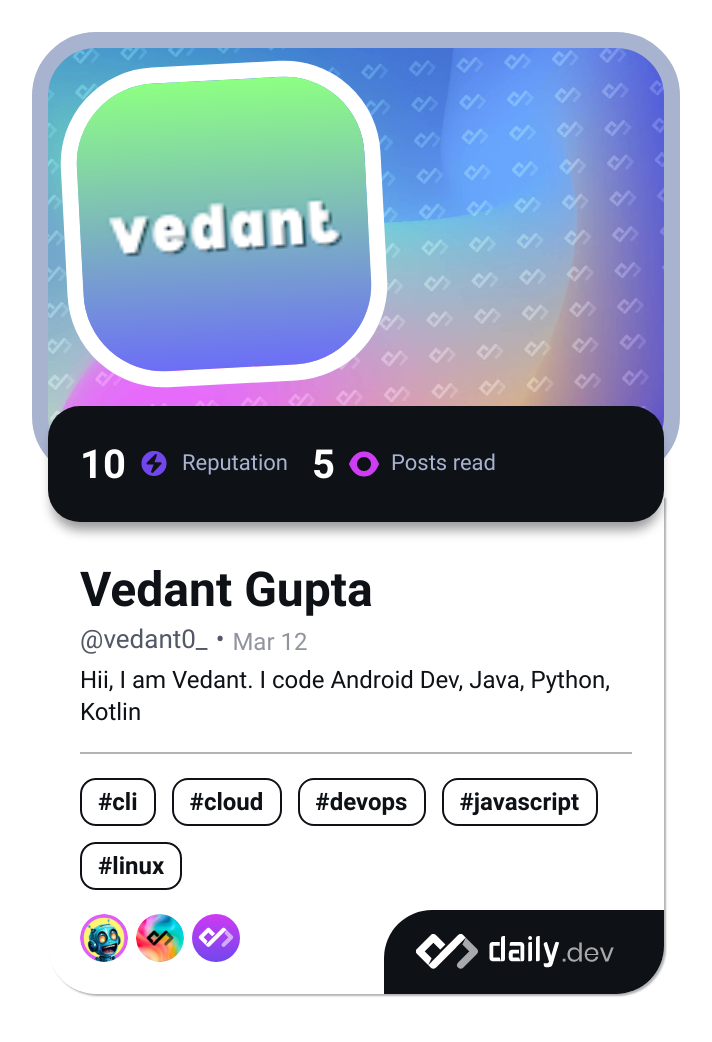 vedant
10 Reputation 5 Posts read
Vedant Gupta
@vedant0_ • Mar 12
Hii, I am Vedant. I code Android Dev, Java, Python,
Kotlin
#cli #cloud #devops #javascript
#linux
daily.dev